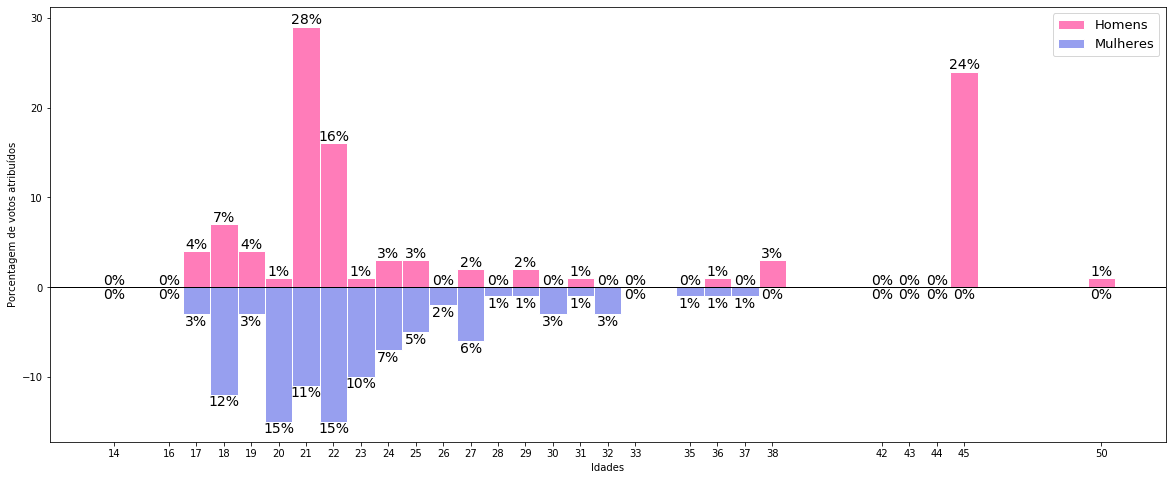 Homens
Mulheres
Porcentagem de votos atribuídos
30
20
10
0
−10
28%
24%
16%
7%
4% 4%
3% 3% 3%
2% 2%
0% 0% 1% 1% 0% 0% 0% 1% 0% 0% 0% 1% 0% 0% 0% 1%
0% 0% 0% 0% 0% 0% 0% 0% 0%
1% 1% 1% 1% 1% 1%
2%
3% 3% 3% 3%
5%
6%
7%
10%
11%
12%
15% 15%
14 16 17 18 19 20 21 22 23 24 25 26 27 28 29 30 31 32 33 35 36 37 38 42 43 44 45 50
Idades